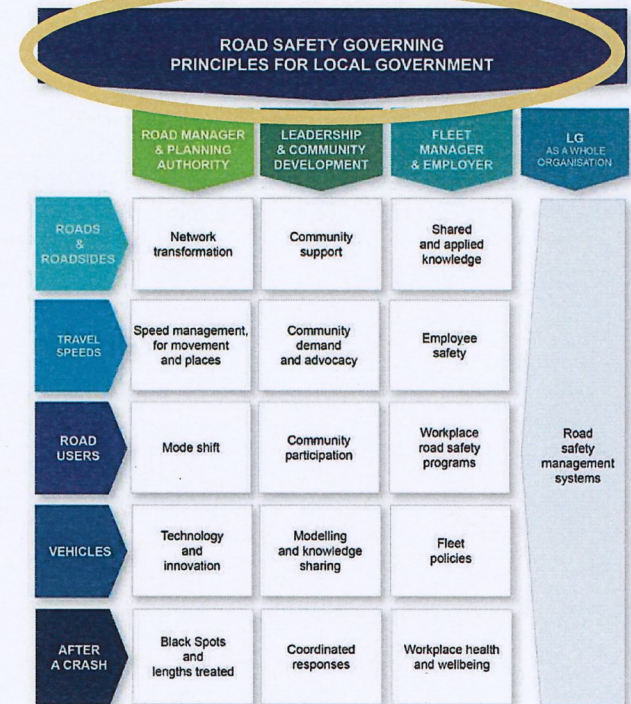 ROAD SAFETY GOVERNING
PRINCIPLES FOR LOCAL GOVERNMENT
ROAD MANAGER
& PLANNING
AUTHORITY
LEADERSHIP
& COMMUNITY
DEVELOPMENT
FLEET
MANAGER
& EMPLOYER
LG
AS A WHOLE
ORGANISATION
ROADS
&
ROADSIDES
Network
transformation
Community
support
Shared
and applied
knowledge
TRAVEL
SPEEDS
Speed management,
for movement
and places
Community
demand
and advocacy
Employee
safety
ROAD
USERS
Mode shift
Community
participation
Workplace
road safety
programs
Road
safety
management
systems
VEHICLES
Technology
and
innovation
Modelling
and knowledge
sharing
Fleet
policies
AFTER
A CRASH
Black Spots
and
lengths treated
Coordinated
responses
Workplace health
and wellbeing